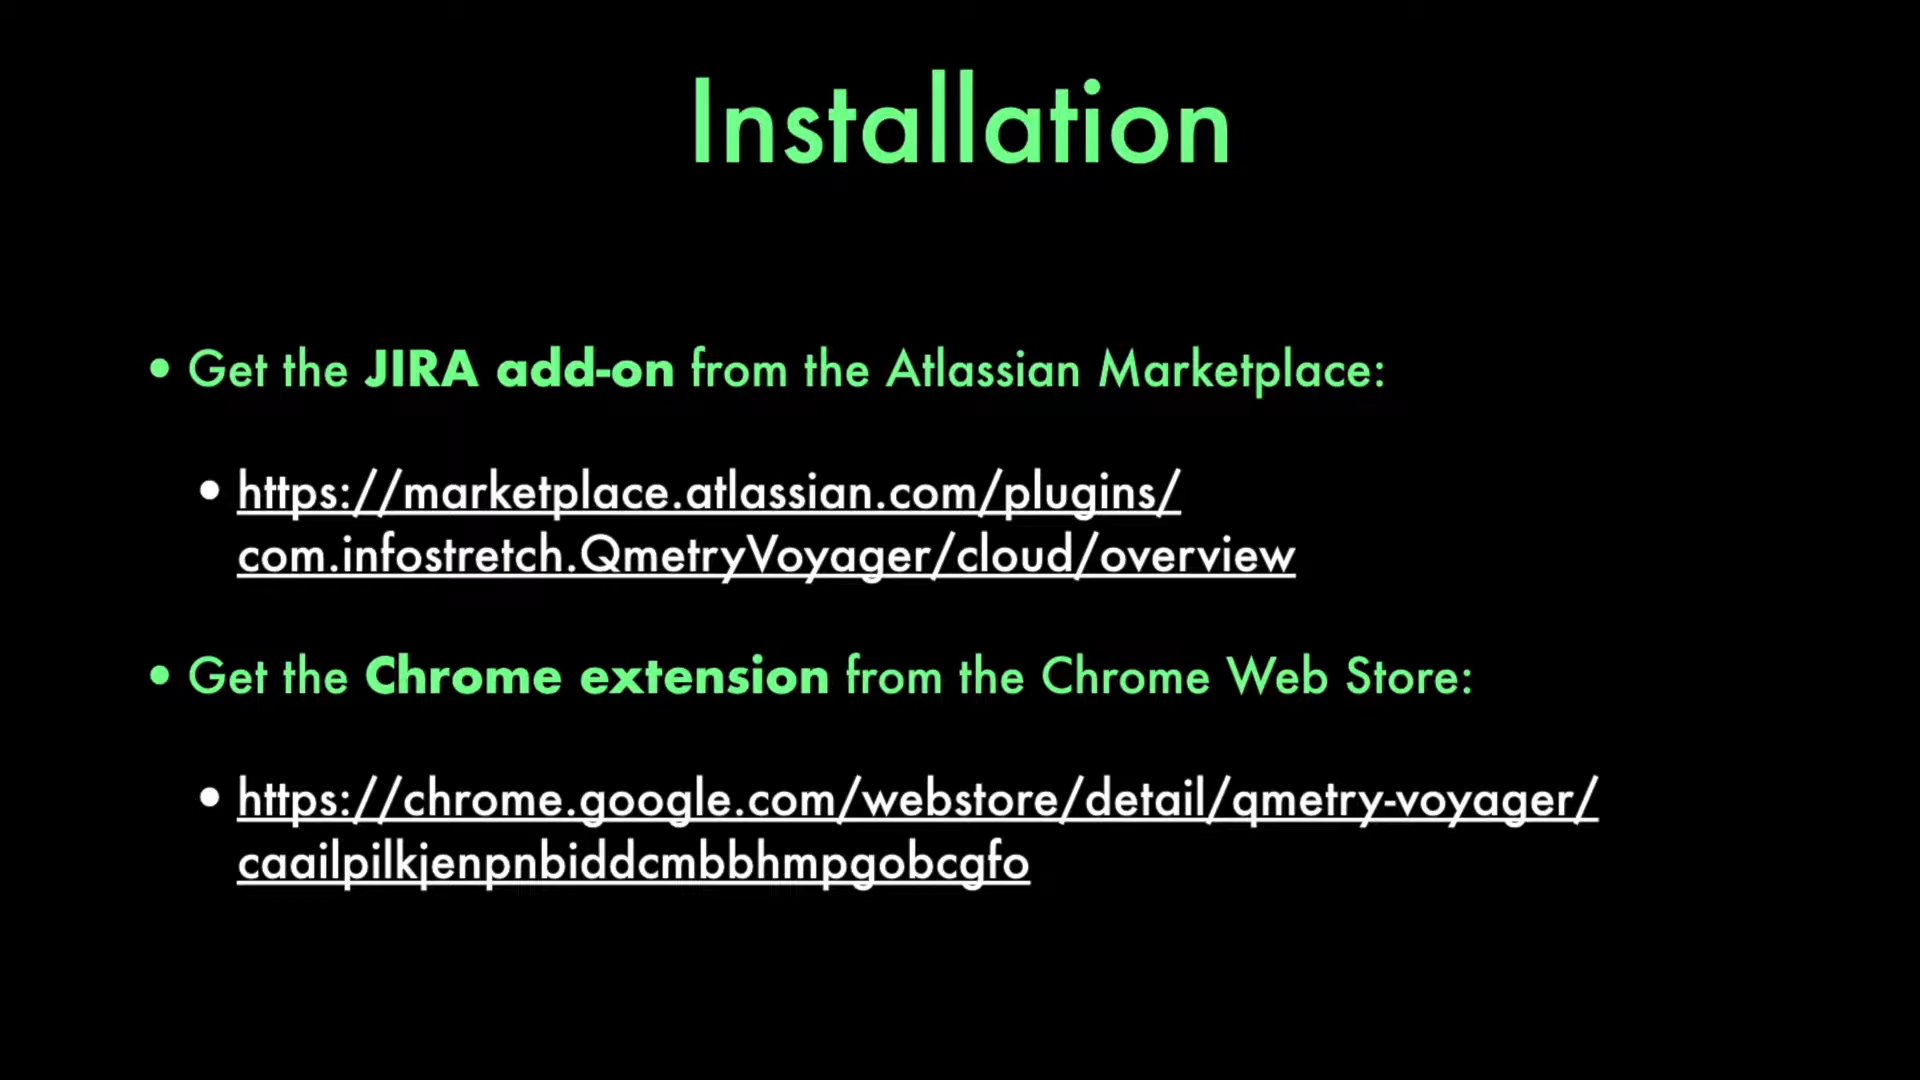 Installation
• Get the JIRA add-on from the Atlassian Marketplace:
• https://marketplace.atlassian.com/plugins/
com.infostretch.QmetryVoyager/cloud/overview
• Get the Chrome extension from the Chrome Web Store:
• https://chrome.google.com/webstore/detail/qmetry-voyager/
caailpilkjenpnbiddcmbbhmpgobcgfo